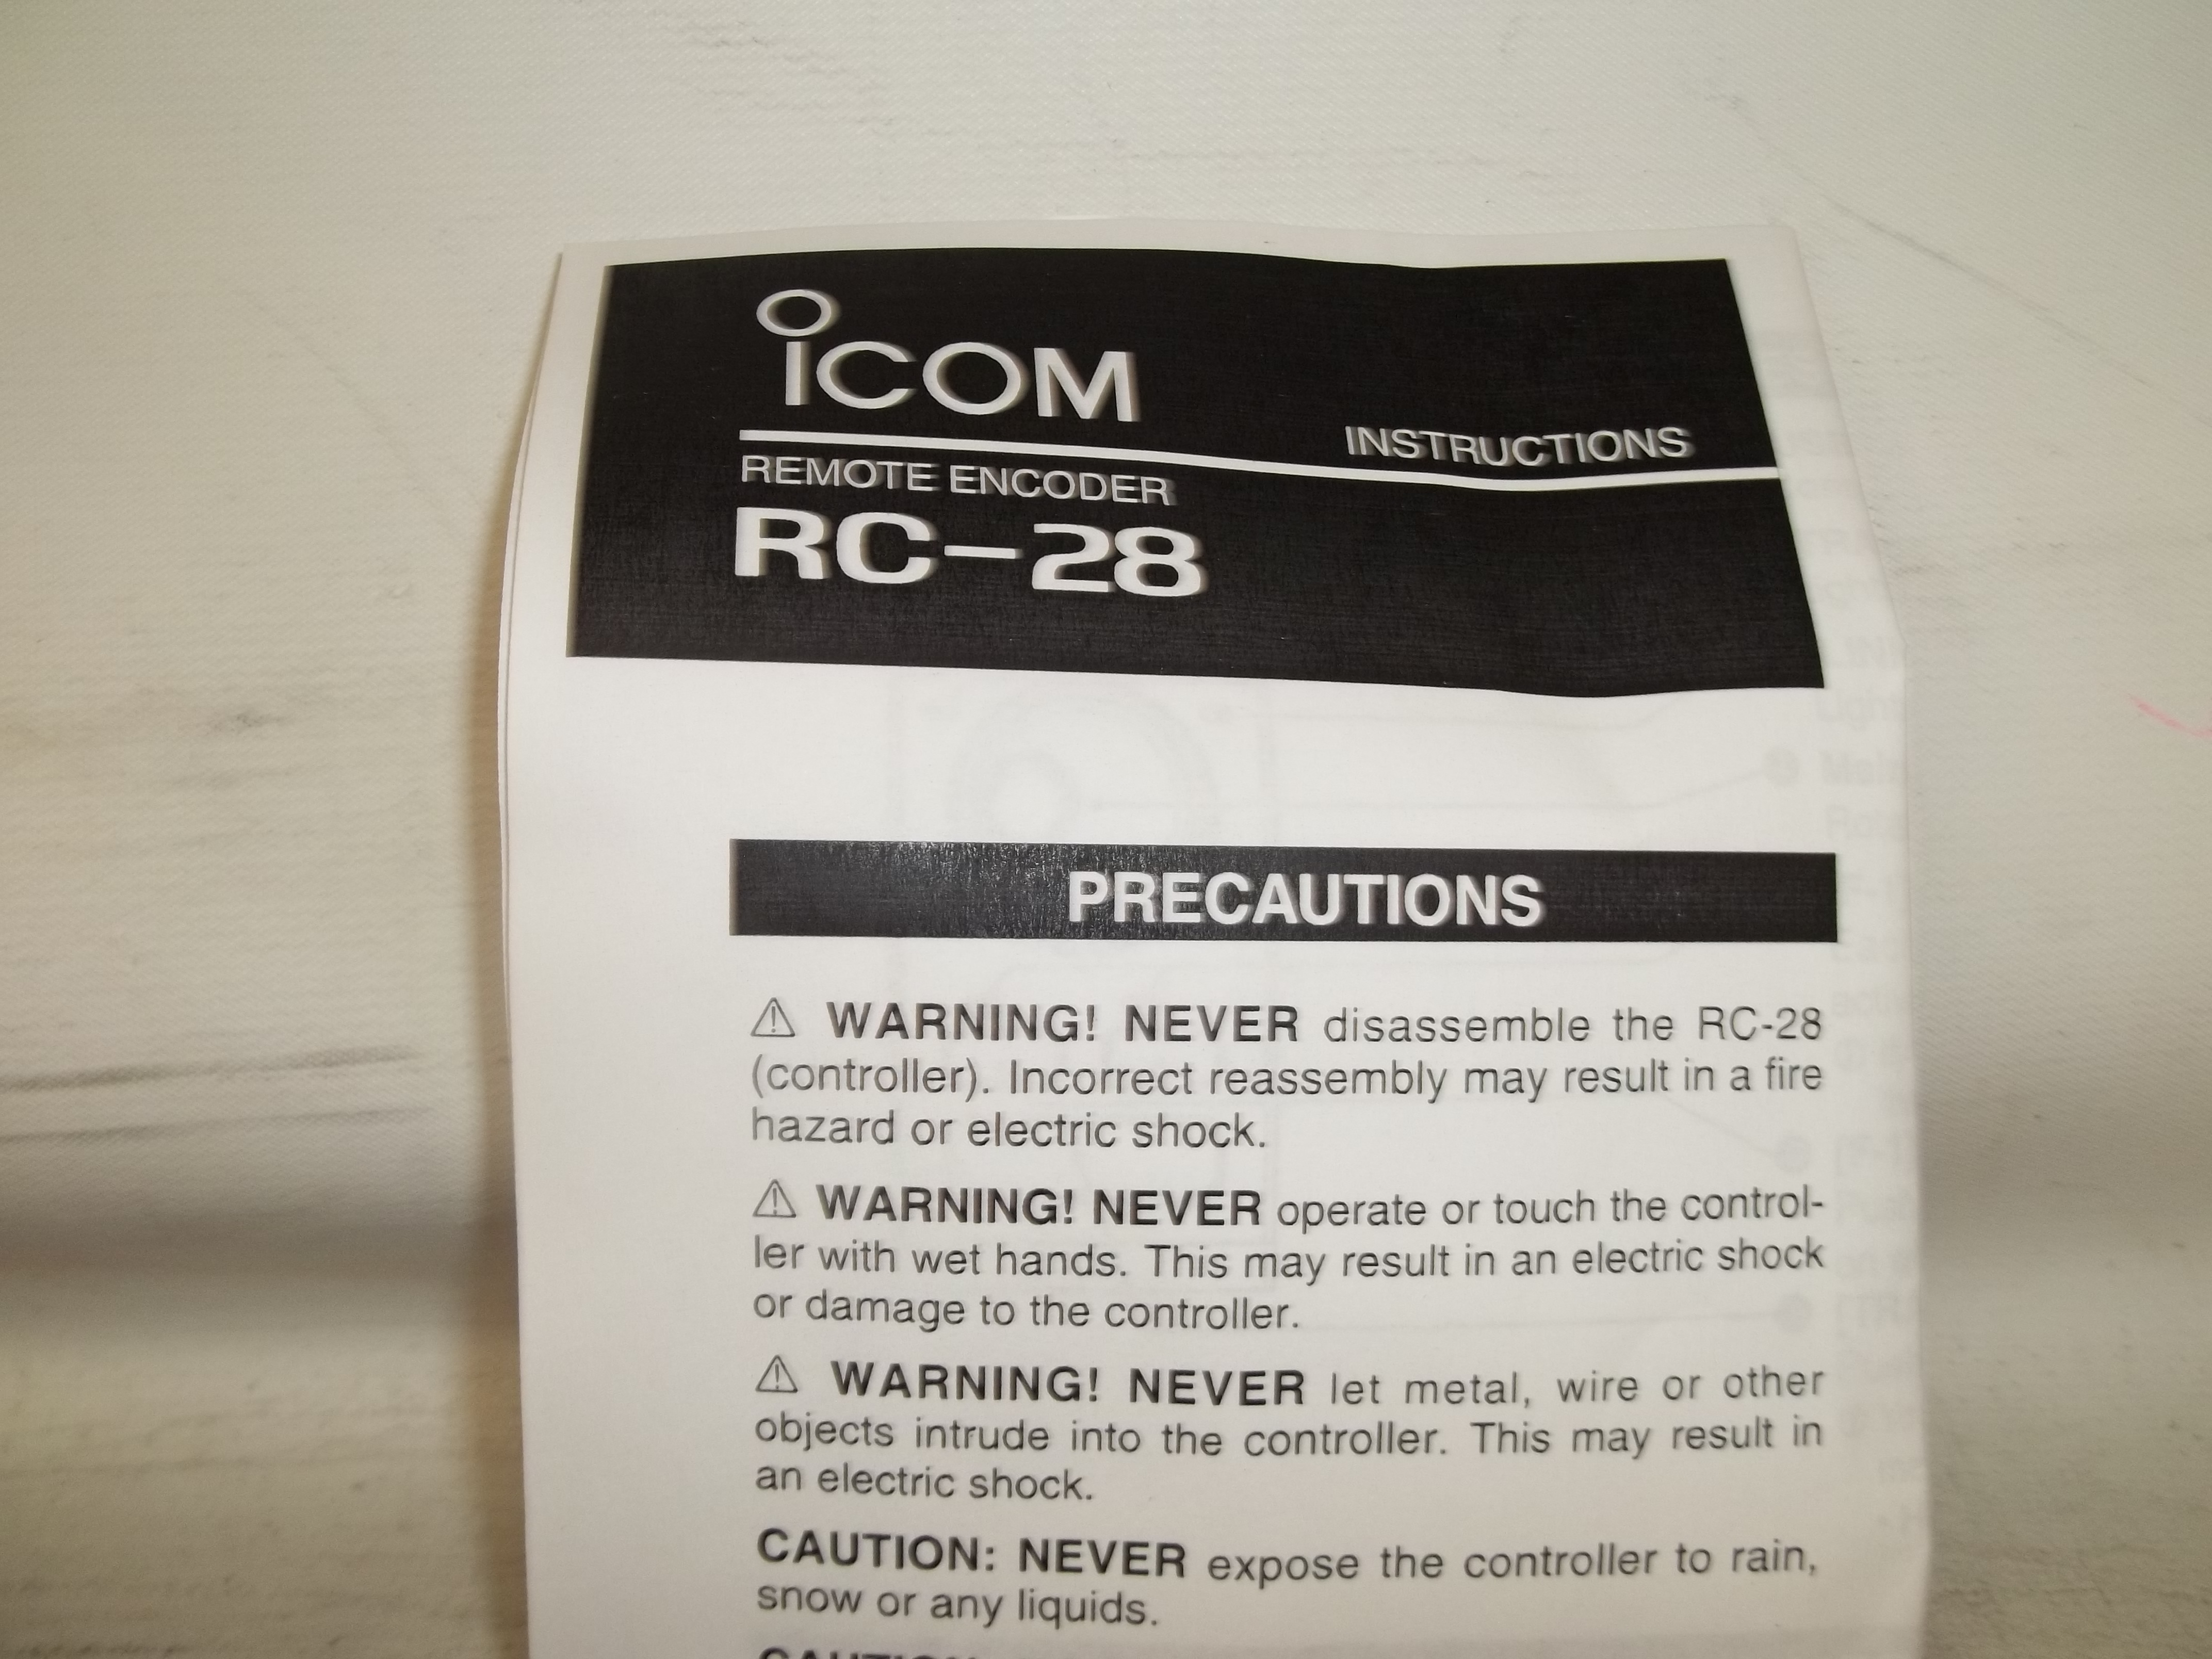 iCOM
INSTRUCTIONS
REMOTE ENCODER
RC-28
PRECAUTIONS
⚠ WARNING! NEVER disassemble the RC-28
(controller). Incorrect reassembly may result in a fire
hazard or electric shock.
⚠ WARNING! NEVER operate or touch the control-
ler with wet hands. This may result in an electric shock
or damage to the controller.
⚠ WARNING! NEVER let metal, wire or other
objects intrude into the controller. This may result in
an electric shock.
CAUTION: NEVER expose the controller to rain,
snow or any liquids.